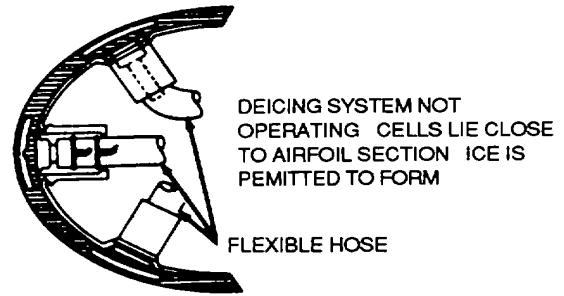 DEICING SYSTEM NOT
OPERATING CELLS LIE CLOSE
TO AIRFOIL SECTION ICE IS
PEMITTED TO FORM
FLEXIBLE HOSE